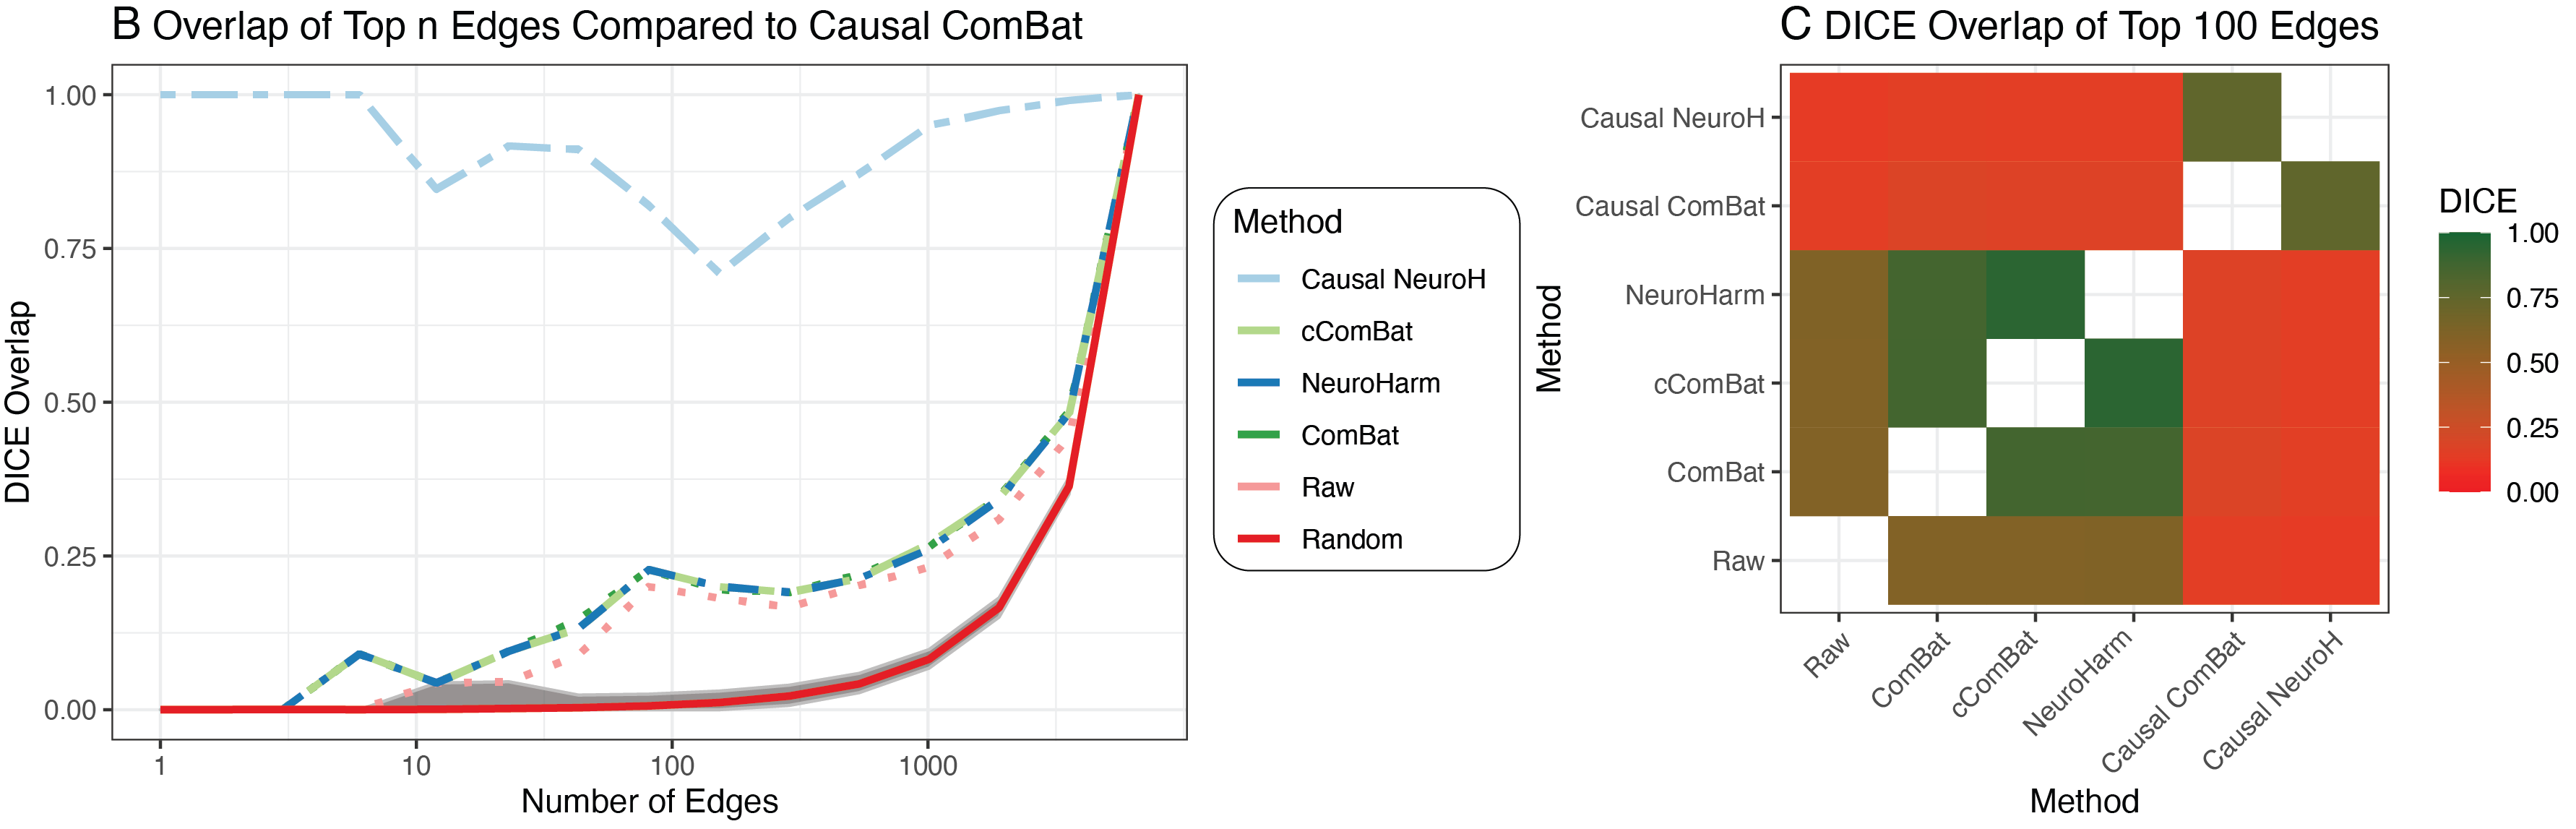 B Overlap of Top n Edges Compared to Causal ComBat
DICE Overlap
1.00
0.75
0.50
0.25
0.00
1
10
100
1000
Number of Edges
Method
Causal NeuroH
cComBat
NeuroHarm
ComBat
Raw
Random
C DICE Overlap of Top 100 Edges
Method
Causal NeuroH
Causal ComBat
NeuroHarm
cComBat
ComBat
Raw
Raw
ComBat
cComBat
NeuroHarm
Causal ComBat
Causal NeuroH
Method
DICE
1.00
0.75
0.50
0.25
0.00